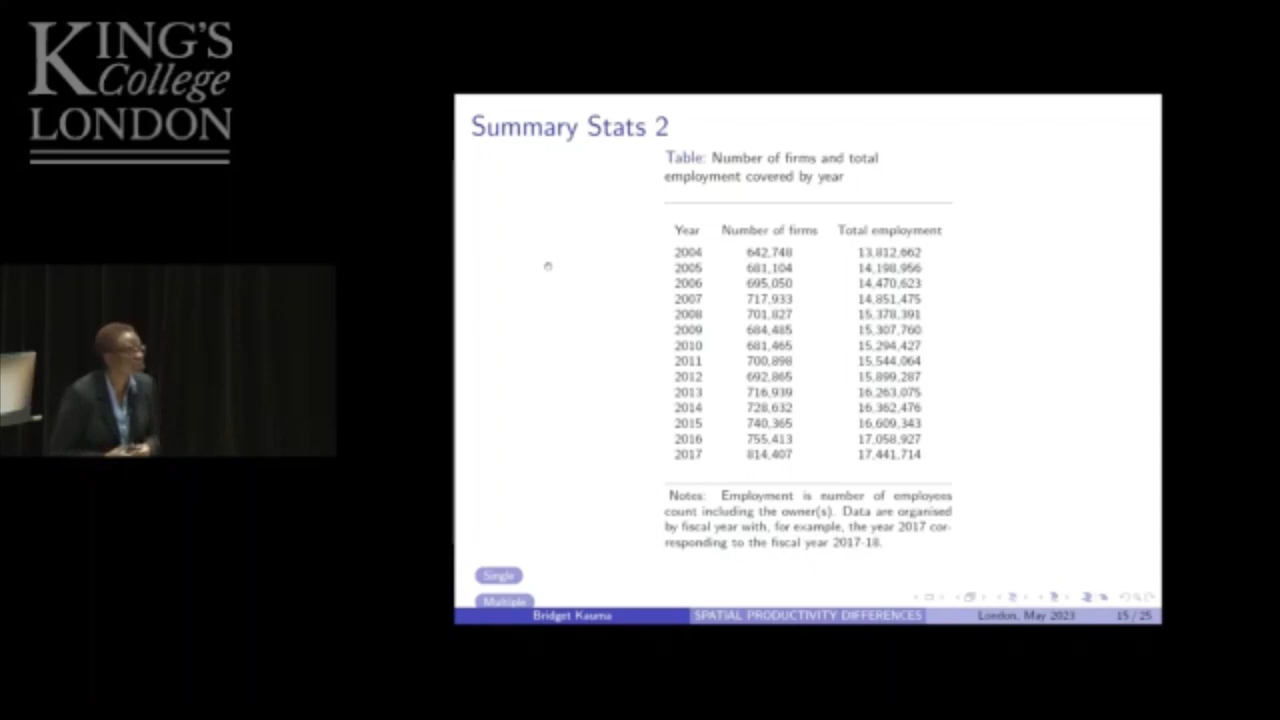 KING'S
College
LONDON
Summary Stats 2
Table: Number of firms and total
employment covered by year
Year Number of firms Total employment
2004 642,748 13,812,662
2005 681,104 14,198,956
2006 695,050 14,470,623
2007 717,933 14,851,475
2008 701,827 15,378,391
2009 684,485 15,307,760
2010 681,465 15,294,427
2011 700,898 15,544,064
2012 692,865 15,899,287
2013 716,939 16,263,075
2014 728,632 16,362,476
2015 740,365 16,609,343
2016 755,413 17,058,927
2017 814,407 17,441,714
Notes: Employment is number of employees
count including the owner(s). Data are organised
by fiscal year with, for example, the year 2017 cor-
responding to the fiscal year 2017-18.
Single
Multiple
Bridget Kauma SPATIAL PRODUCTIVITY DIFFERENCES London, May 2023 15 / 25